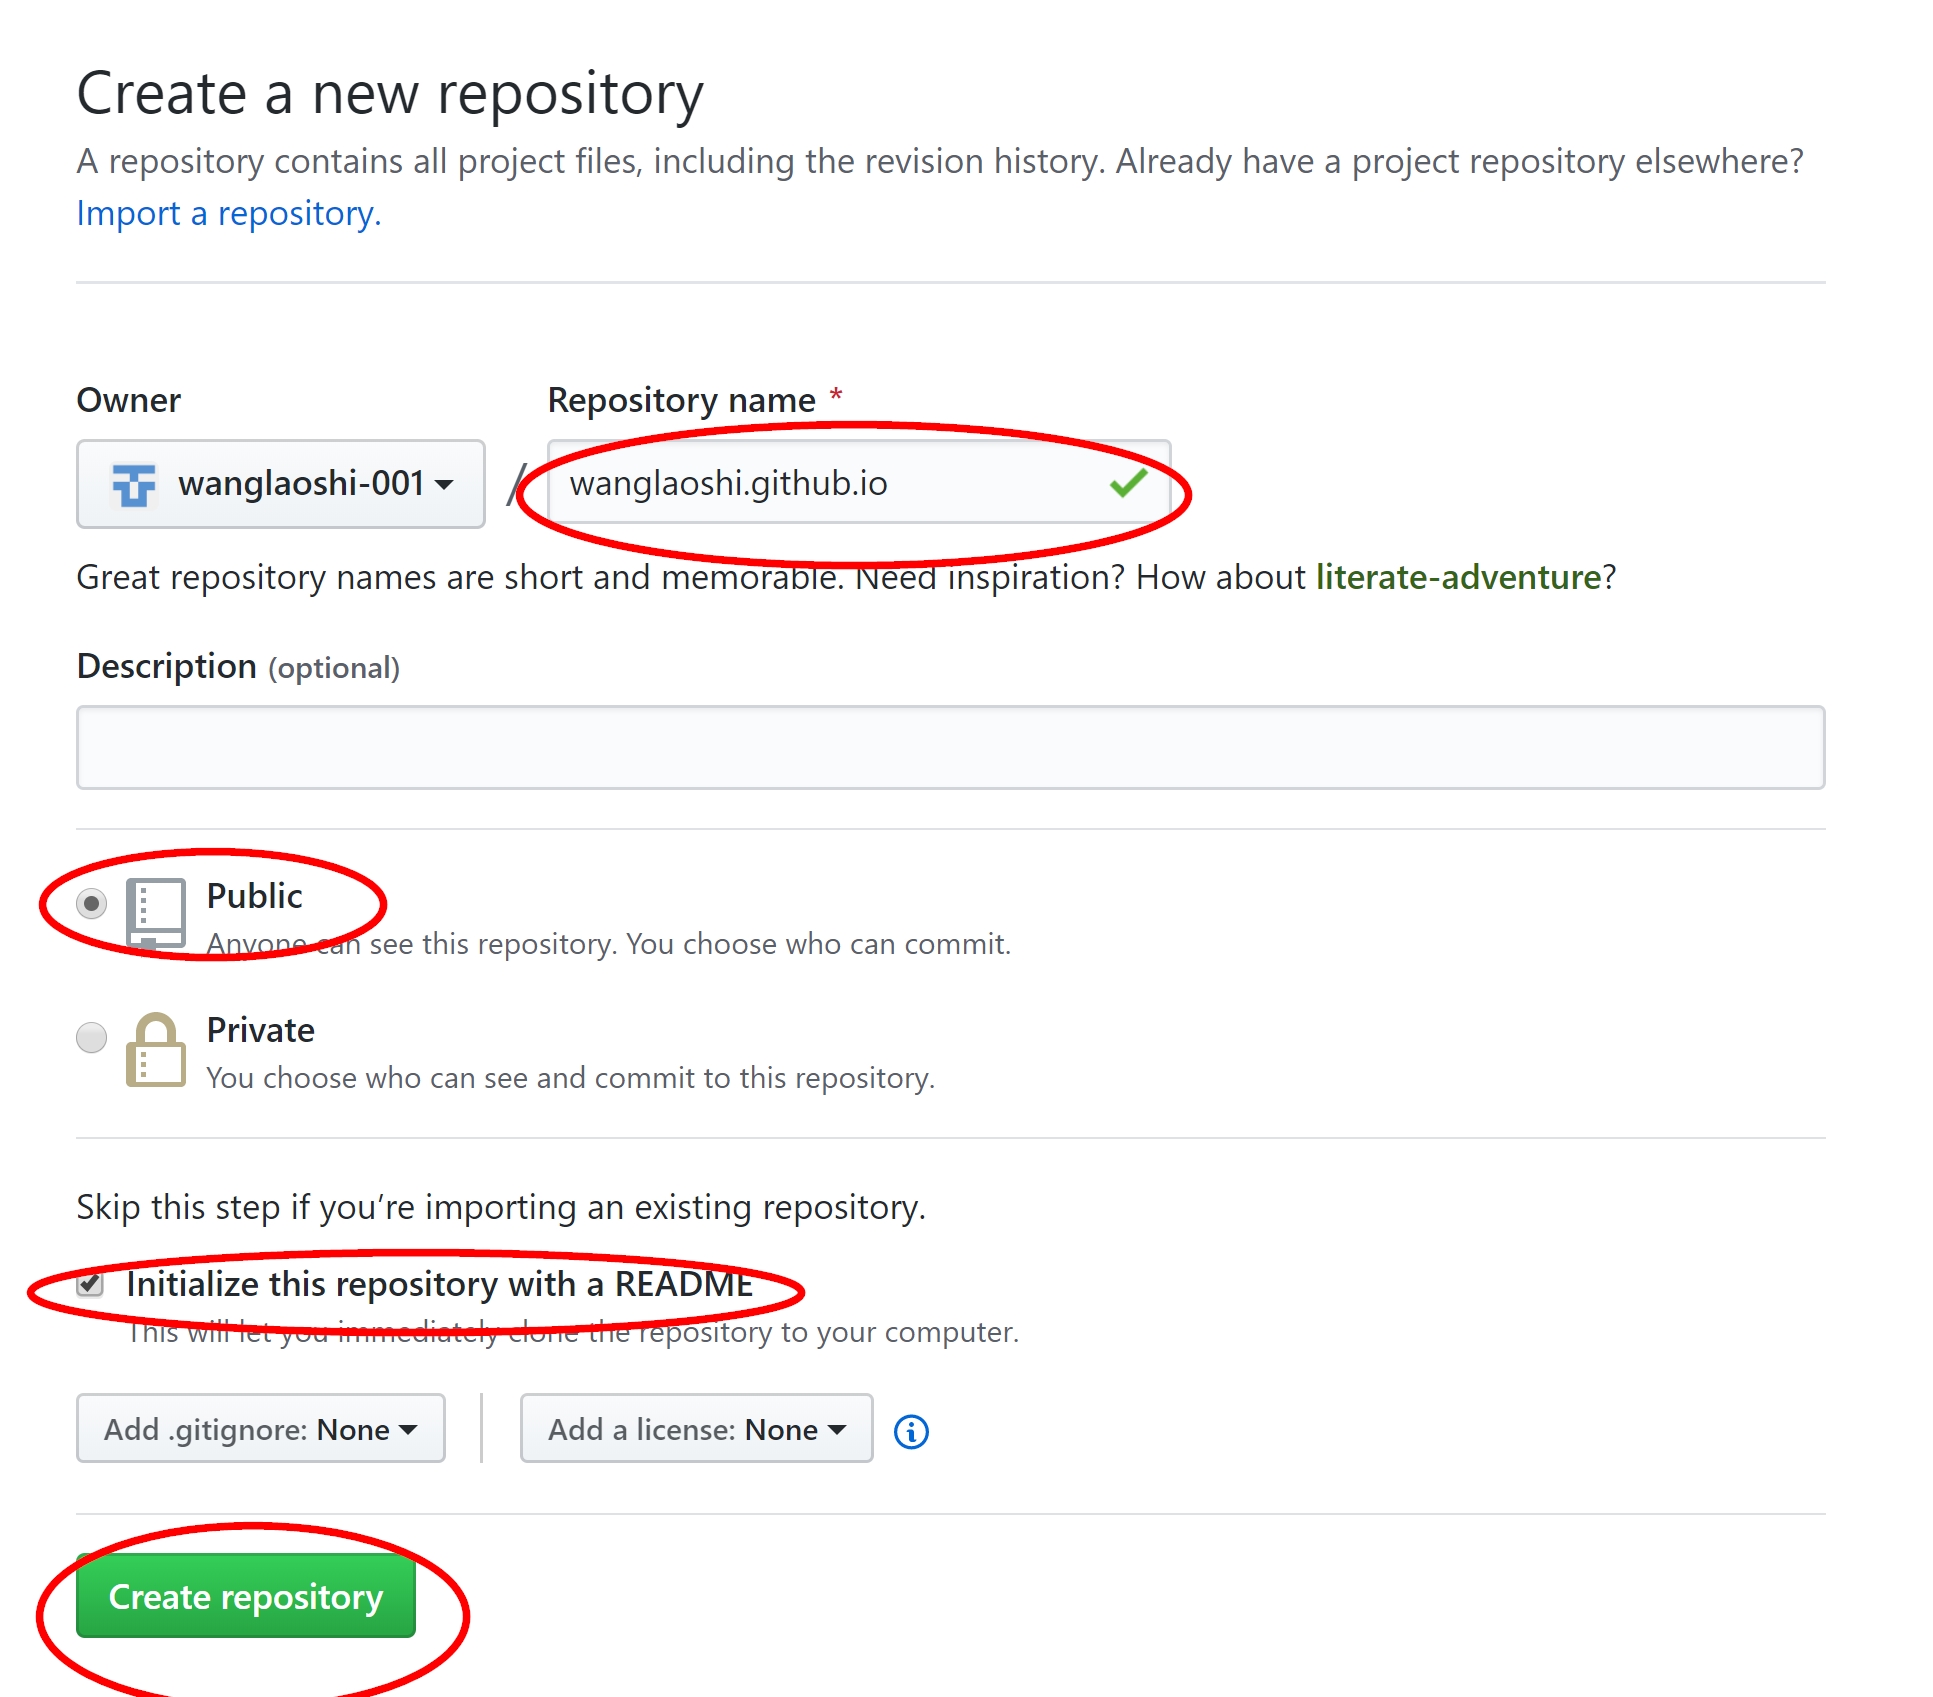 Create a new repository
A repository contains all project files, including the revision history. Already have a project repository elsewhere?
Import a repository.
Owner
Repository name *
wanglaoshi-001 / wanglaoshi.github.io
Great repository names are short and memorable. Need inspiration? How about literate-adventure?
Description (optional)
Public
Anyone can see this repository. You choose who can commit.
Private
You choose who can see and commit to this repository.
Skip this step if you’re importing an existing repository.
Initialize this repository with a README
This will let you immediately clone the repository to your computer.
Add .gitignore: None
Add a license: None
Create repository